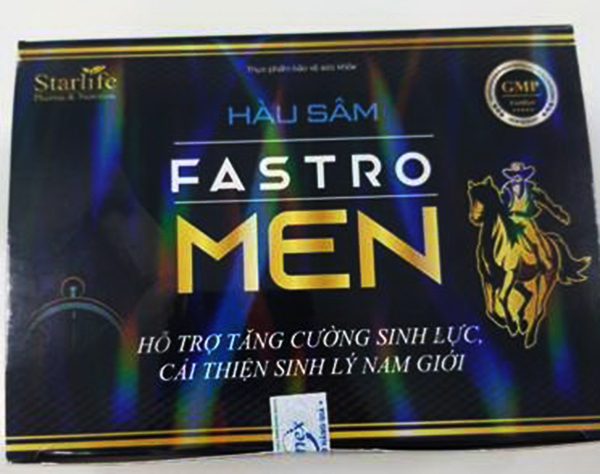 Starlife
Pharma & Nutrition
Thực phẩm bảo vệ sức khỏe
GMP
HÀU SÂM
FASTRO
MEN
HỖ TRỢ TĂNG CƯỜNG SINH LỰC,
CẢI THIỆN SINH LÝ NAM GIỚI
nex